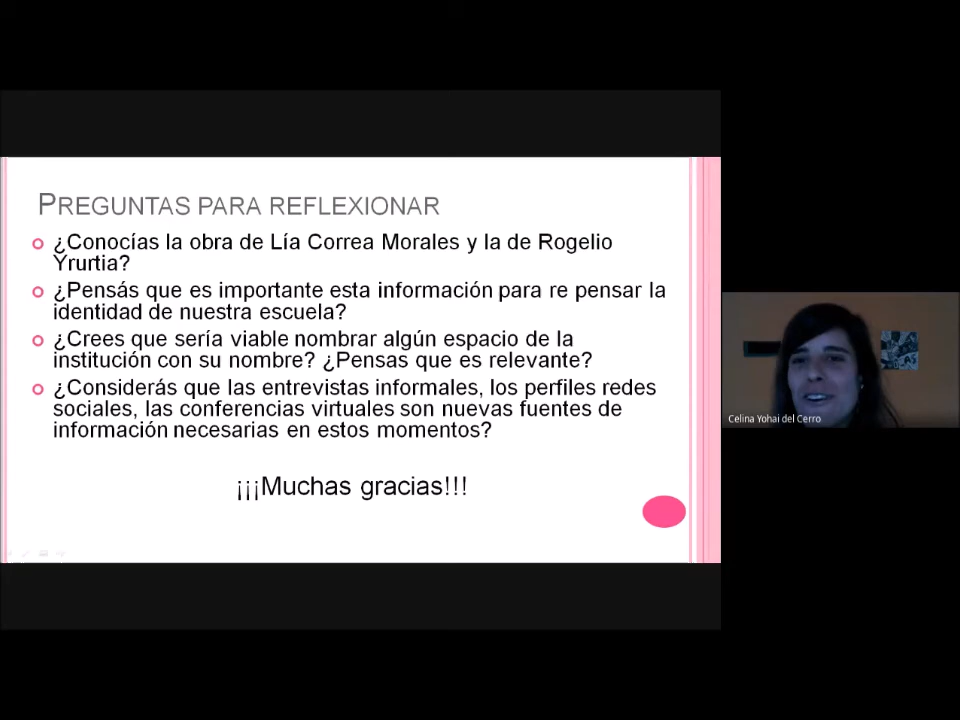 PREGUNTAS PARA REFLEXIONAR
¿Conocías la obra de Lía Correa Morales y la de Rogelio
Yrurtia?
¿Pensás que es importante esta información para re pensar la
identidad de nuestra escuela?
¿Crees que sería viable nombrar algún espacio de la
institución con su nombre? ¿Pensas que es relevante?
¿Considerás que las entrevistas informales, los perfiles redes
sociales, las conferencias virtuales son nuevas fuentes de
información necesarias en estos momentos?
¡¡¡Muchas gracias!!!
Celina Yohai del Cerro